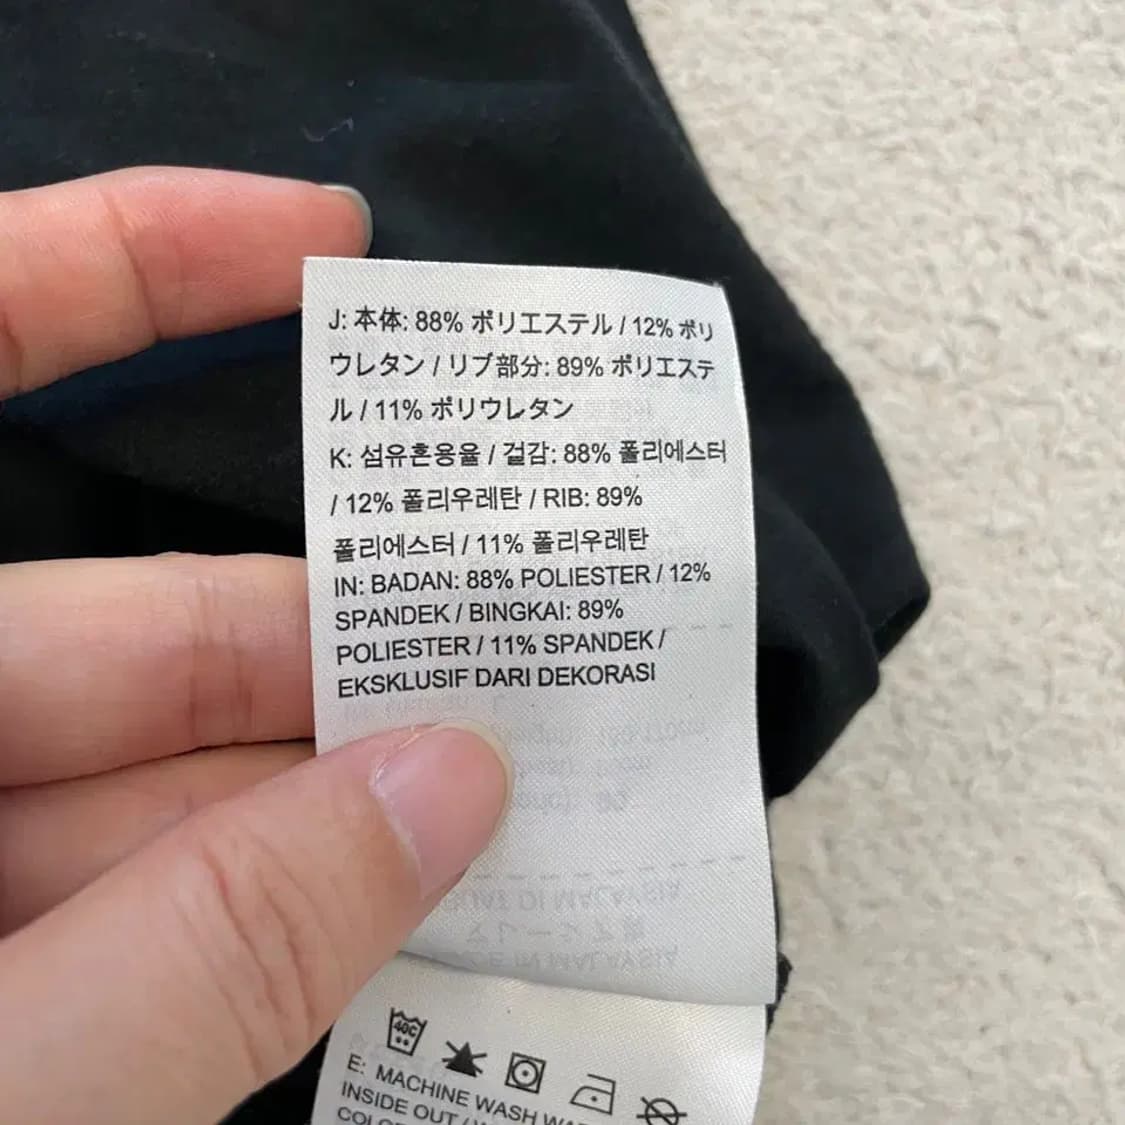 J: 本体: 88% ポリエステル / 12% ポリ
ウレタン / リブ部分: 89% ポリエステ
ル / 11% ポリウレタン
K: 섬유혼용율 / 겉감: 88% 폴리에스터
/ 12% 폴리우레탄 / RIB: 89%
폴리에스터 / 11% 폴리우레탄
IN: BADAN: 88% POLIESTER / 12%
SPANDEK / BINGKAI: 89%
POLIESTER / 11% SPANDEK /
EKSKLUSIF DARI DEKORASI
40C
E: MACHINE WASH
INSIDE OUT /